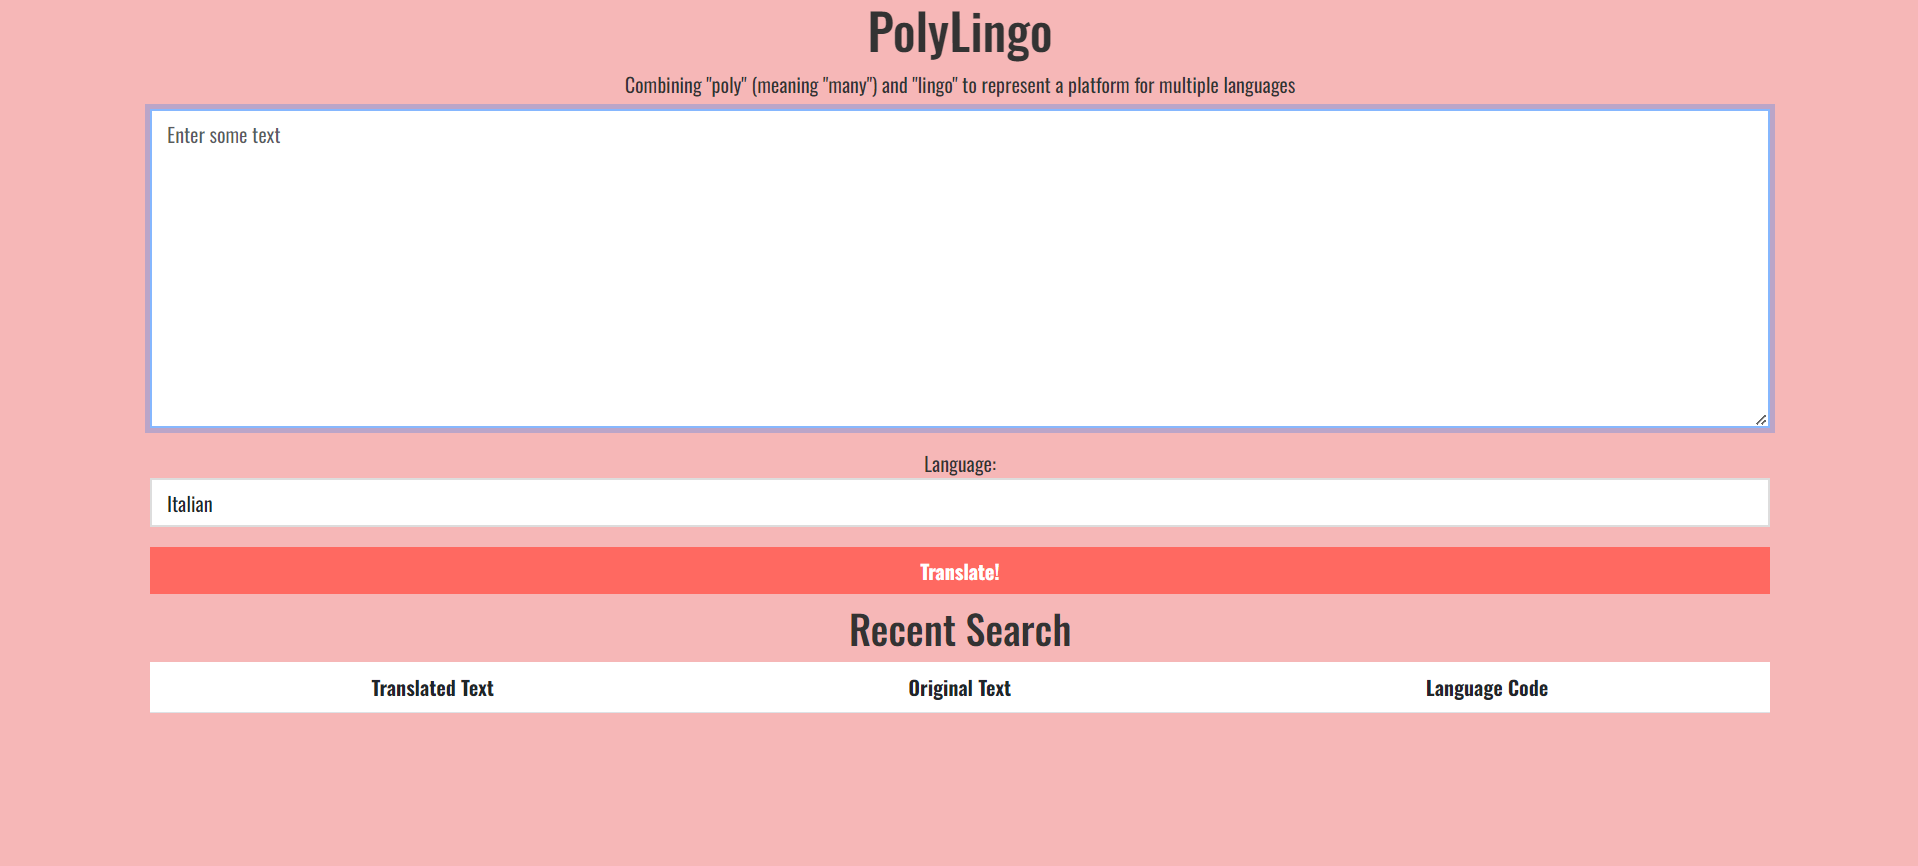 PolyLingo
Combining "poly" (meaning "many") and "lingo" to represent a platform for multiple languages
Enter some text
Language:
Italian
Translate!
Recent Search
Translated Text Original Text Language Code